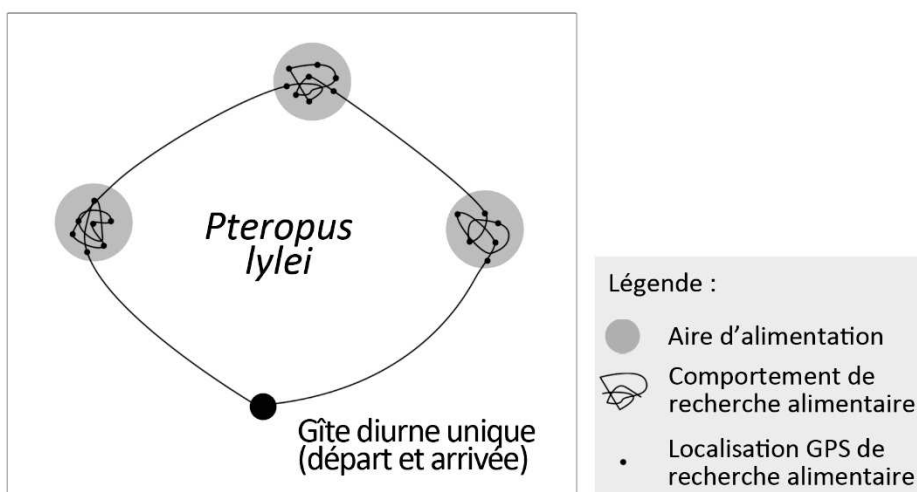 Pteropus
lylei
Gîte diurne unique
(départ et arrivée)
Légende :
Aire d'alimentation
Comportement de
recherche alimentaire
Localisation GPS de
recherche alimentaire